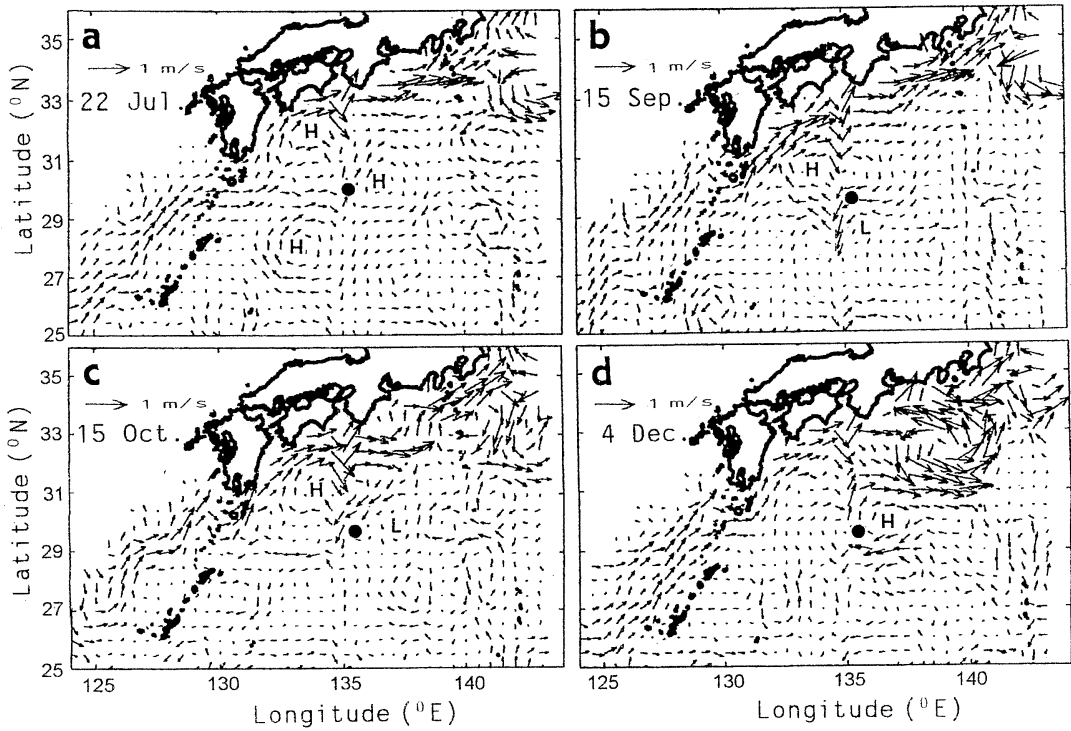 a
1 m/s
22 Jul.
H
H
H
35
33
31
29
27
25
Latitude (⁰N)
b
1 m/s
15 Sep.
H
L
c
1 m/s
15 Oct.
H
L
35
33
31
29
27
25
Latitude (⁰N)
125 130 135 140
Longitude (⁰E)
d
1 m/s
4 Dec.
H
125 130 135 140
Longitude (⁰E)